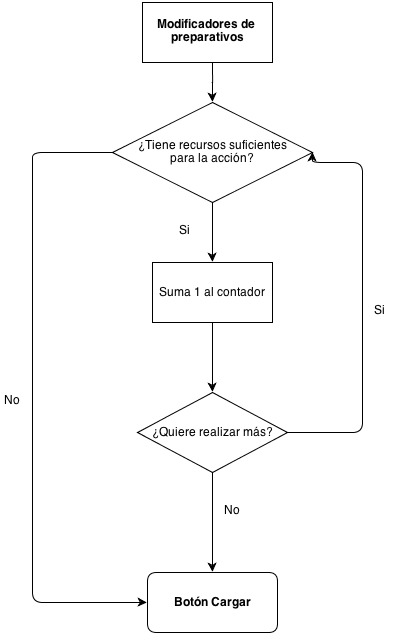 Modificadores de
preparativos
¿Tiene recursos suficientes
para la acción?
Si
Suma 1 al contador
Si
No
¿Quiere realizar más?
No
Botón Cargar